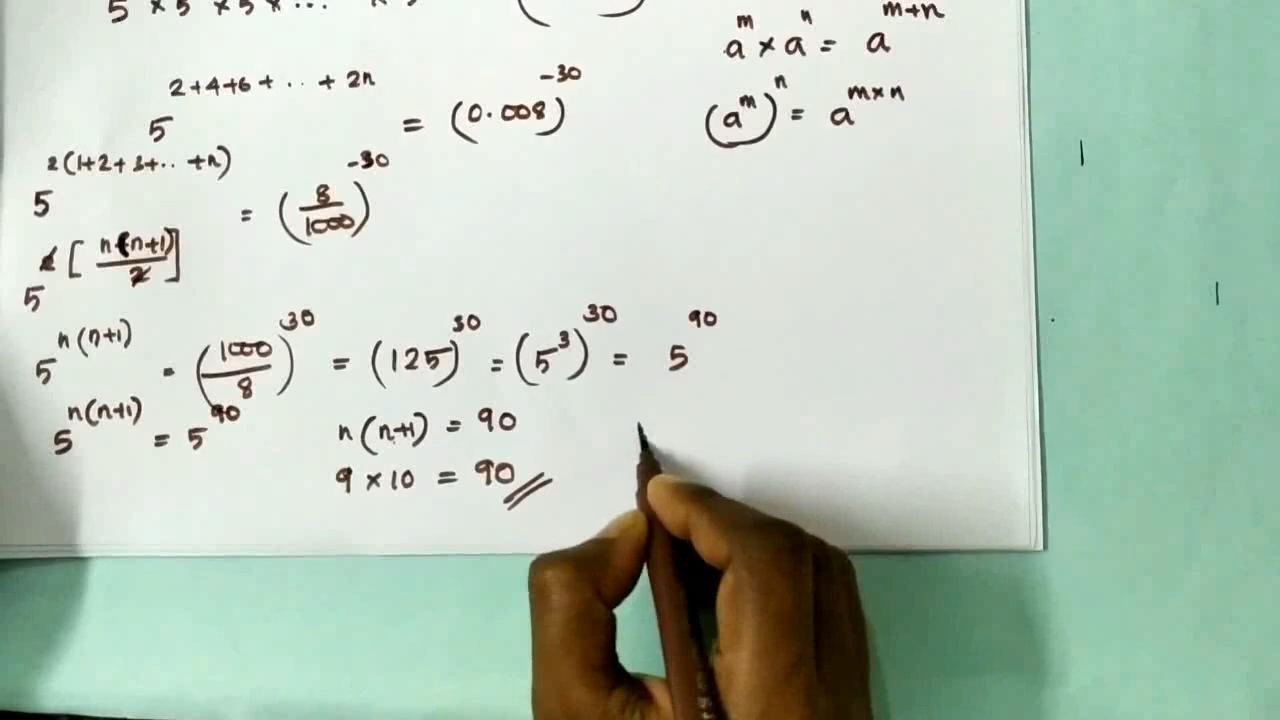 5 × 5 × 5 × ...
a^m × a^n = a^(m+n)
5^(2+4+6+..+2n) = (0.008)^-30
(a^m)^n = a^(m×n)
5^(2(1+2+3+..+n)) = (8/1000)^-30
5^(2[n(n+1)/2])
5^(n(n+1)) = (1000/8)^30 = (125)^30 = (5^3)^30 = 5^90
5^(n(n+1)) = 5^90
n(n+1) = 90
9 × 10 = 90